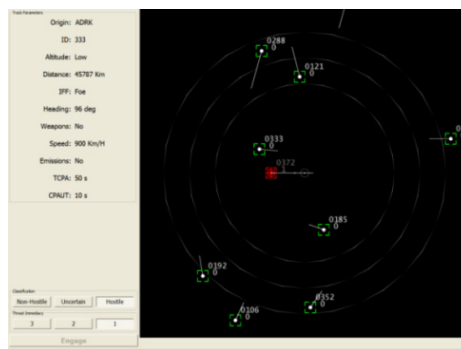 Track Parameters
Origin: ADRK
ID: 333
Altitude: Low
Distance: 45787 Km
IFF: Foe
Heading: 96 deg
Weapons: No
Speed: 900 Km/H
Emissions: No
TCPA: 50 s
CPAUT: 10 s
Classification
Non-Hostile Uncertain Hostile
Threat Immediacy
3 2 1
Engage
0288
0
0121
0
0
0333
0
0372
0185
0
0192
0
0352
0
0106
0